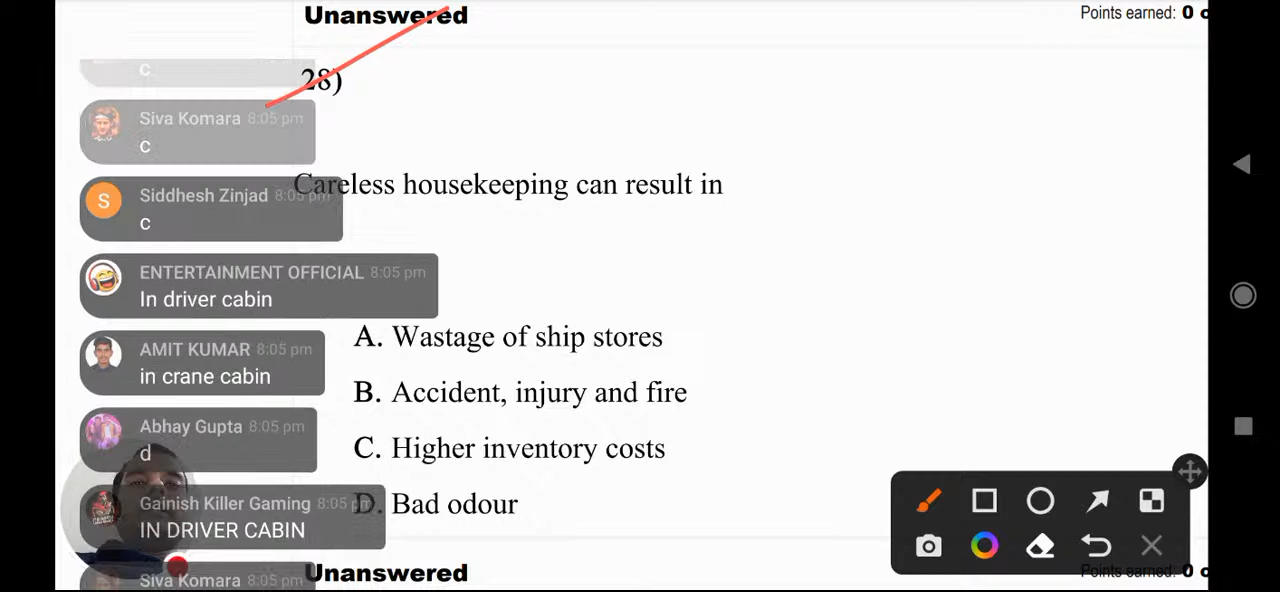 Unanswered
Points earned: 0 o
28)
c
Siva Komara 8:05 pm
c
Careless housekeeping can result in
Siddhesh Zinjad 8:05 pm
S
c
ENTERTAINMENT OFFICIAL 8:05 pm
In driver cabin
A. Wastage of ship stores
AMIT KUMAR 8:05 pm
in crane cabin
B. Accident, injury and fire
Abhay Gupta 8:05 pm
d
C. Higher inventory costs
Gainish Killer Gaming 8:05 pm
IN DRIVER CABIN
D. Bad odour
Siva Komara 8:05 pm
Unanswered
Points earned: 0 o